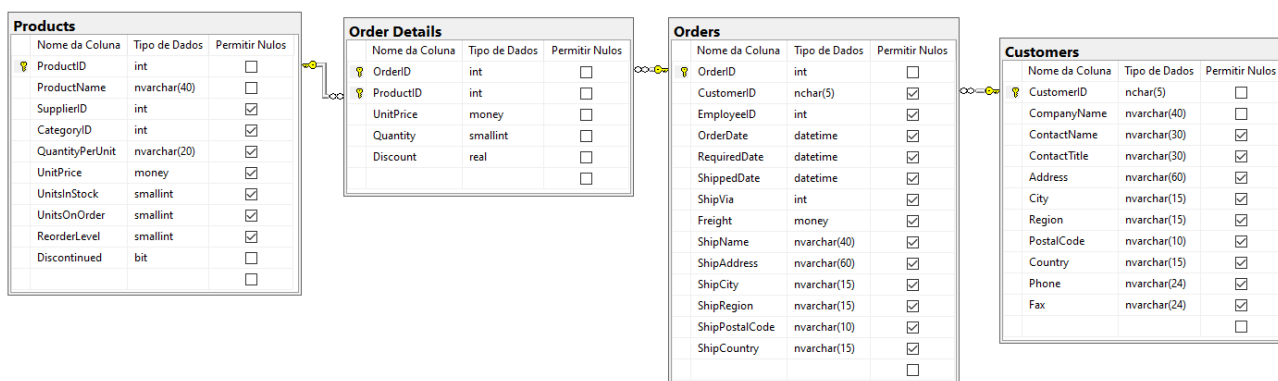 Products
Nome da Coluna Tipo de Dados Permitir Nulos
ProductID int
ProductName nvarchar(40)
SupplierID int
CategoryID int
QuantityPerUnit nvarchar(20)
UnitPrice money
UnitsInStock smallint
UnitsOnOrder smallint
ReorderLevel smallint
Discontinued bit
Order Details
Nome da Coluna Tipo de Dados Permitir Nulos
OrderID int
ProductID int
UnitPrice money
Quantity smallint
Discount real
Orders
Nome da Coluna Tipo de Dados Permitir Nulos
OrderID int
CustomerID nchar(5)
EmployeeID int
OrderDate datetime
RequiredDate datetime
ShippedDate datetime
ShipVia int
Freight money
ShipName nvarchar(40)
ShipAddress nvarchar(60)
ShipCity nvarchar(15)
ShipRegion nvarchar(15)
ShipPostalCode nvarchar(10)
ShipCountry nvarchar(15)
Customers
Nome da Coluna Tipo de Dados Permitir Nulos
CustomerID nchar(5)
CompanyName nvarchar(40)
ContactName nvarchar(30)
ContactTitle nvarchar(30)
Address nvarchar(60)
City nvarchar(15)
Region nvarchar(15)
PostalCode nvarchar(10)
Country nvarchar(15)
Phone nvarchar(24)
Fax nvarchar(24)